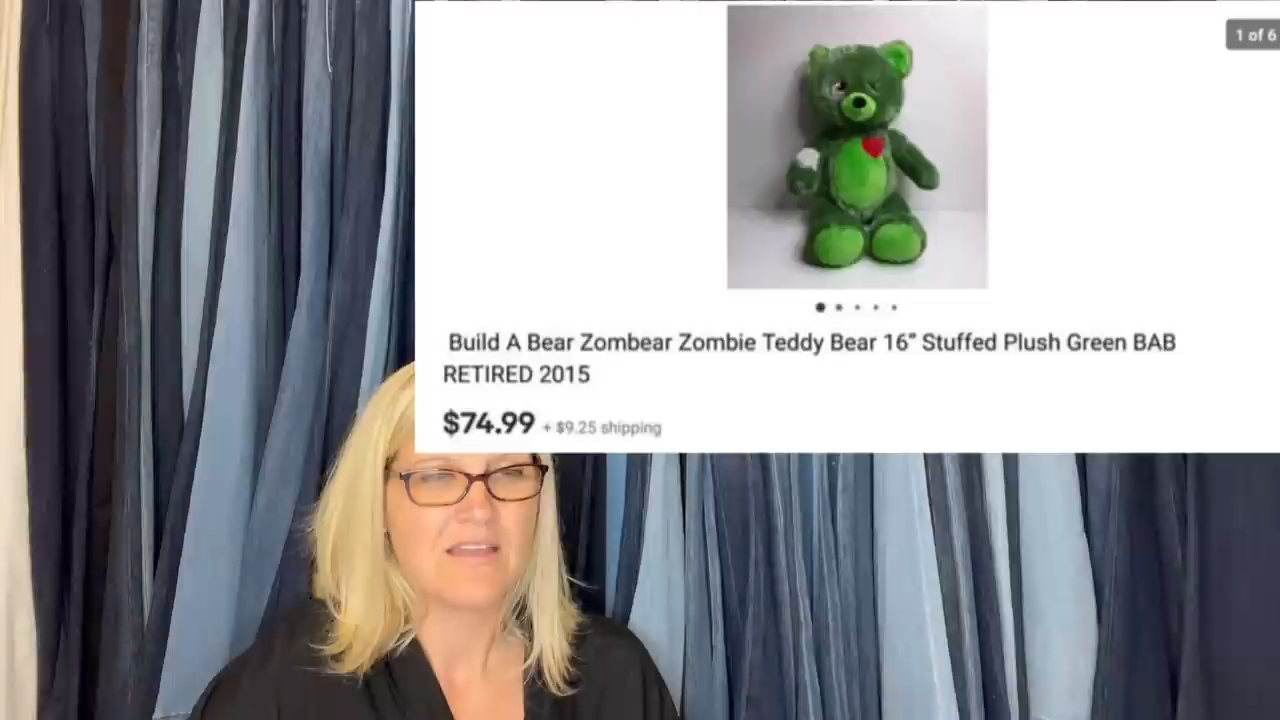 1 of 6
Build A Bear Zombear Zombie Teddy Bear 16" Stuffed Plush Green BAB
RETIRED 2015
$74.99 + $9.25 shipping